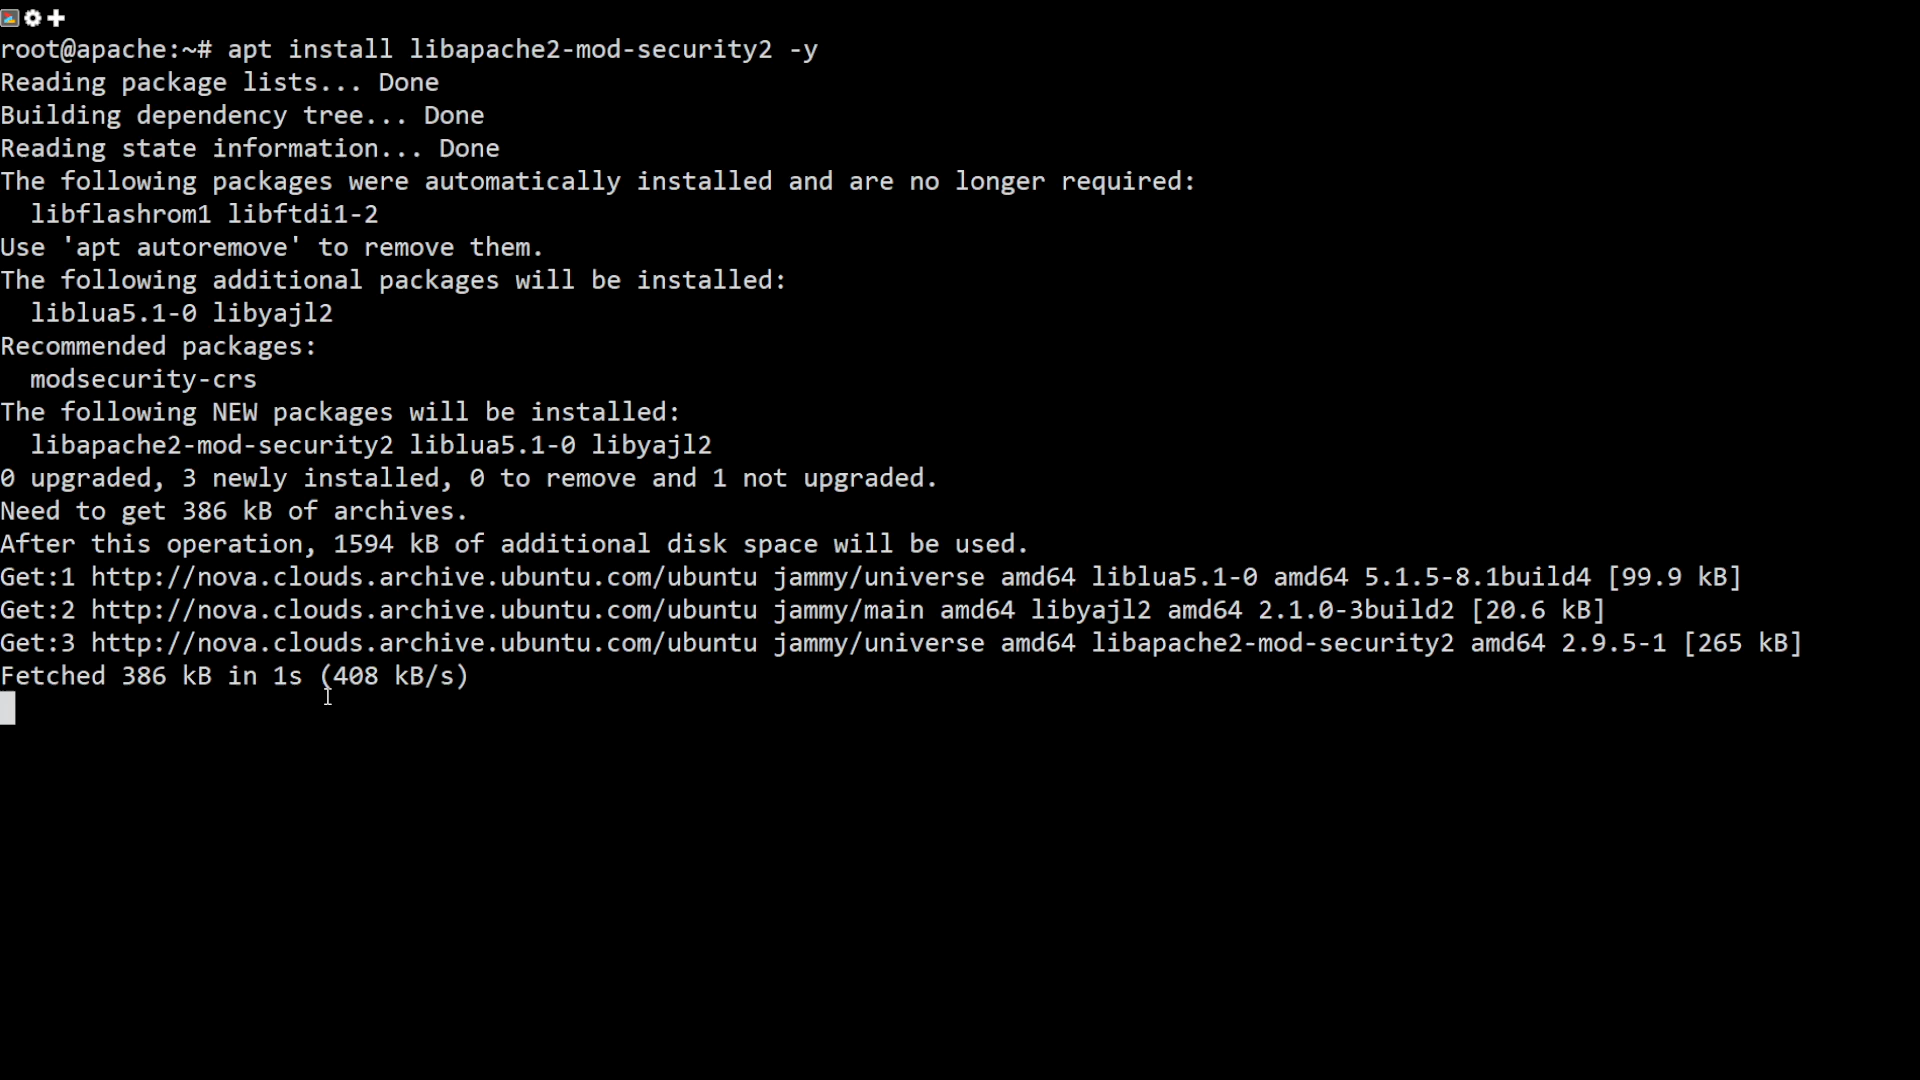 root@apache:~# apt install libapache2-mod-security2 -y
Reading package lists... Done
Building dependency tree... Done
Reading state information... Done
The following packages were automatically installed and are no longer required:
  libflashrom1 libftdi1-2
Use 'apt autoremove' to remove them.
The following additional packages will be installed:
  liblua5.1-0 libyajl2
Recommended packages:
  modsecurity-crs
The following NEW packages will be installed:
  libapache2-mod-security2 liblua5.1-0 libyajl2
0 upgraded, 3 newly installed, 0 to remove and 1 not upgraded.
Need to get 386 kB of archives.
After this operation, 1594 kB of additional disk space will be used.
Get:1 http://nova.clouds.archive.ubuntu.com/ubuntu jammy/universe amd64 liblua5.1-0 amd64 5.1.5-8.1build4 [99.9 kB]
Get:2 http://nova.clouds.archive.ubuntu.com/ubuntu jammy/main amd64 libyajl2 amd64 2.1.0-3build2 [20.6 kB]
Get:3 http://nova.clouds.archive.ubuntu.com/ubuntu jammy/universe amd64 libapache2-mod-security2 amd64 2.9.5-1 [265 kB]
Fetched 386 kB in 1s (408 kB/s)